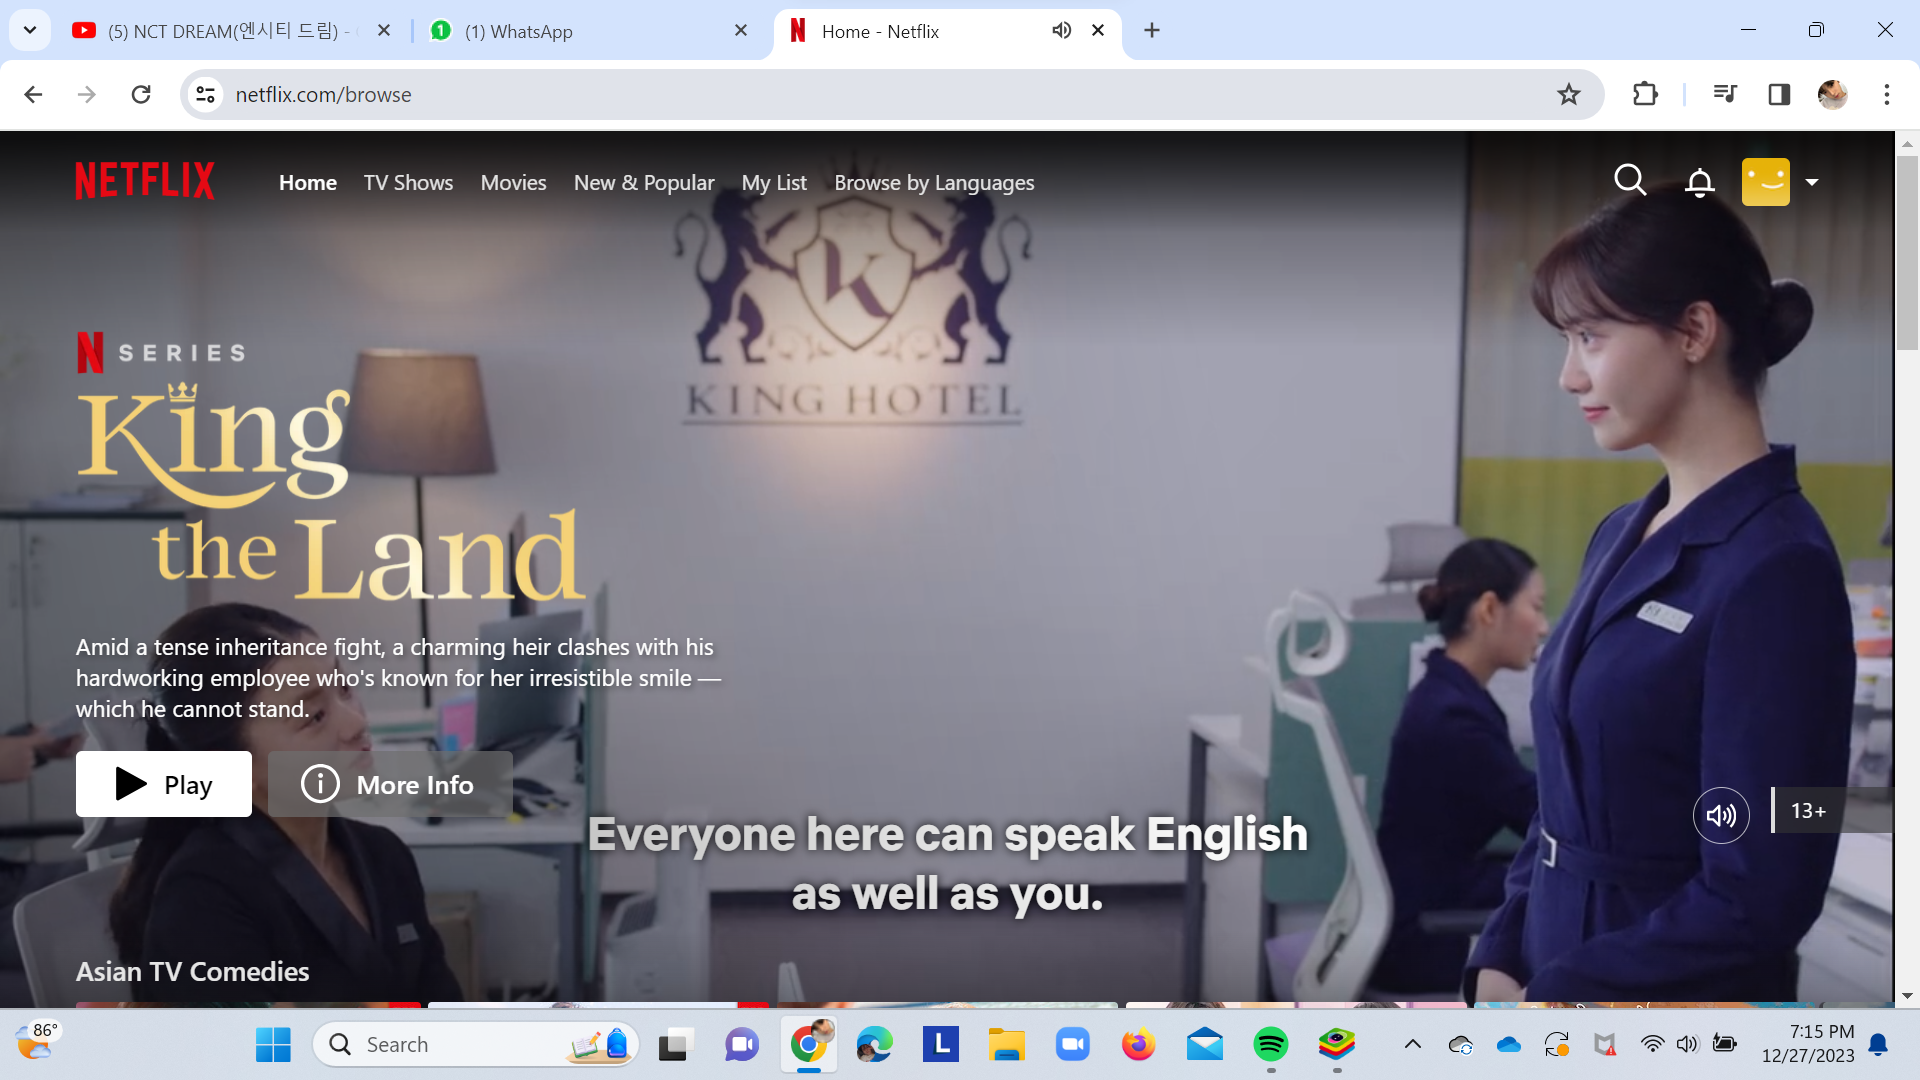 (5) NCT DREAM(엔시티 드림) -
(1) WhatsApp
Home - Netflix
netflix.com/browse
NETFLIX
Home
TV Shows
Movies
New & Popular
My List
Browse by Languages
K
KING HOTEL
N SERIES
King
the Land
Amid a tense inheritance fight, a charming heir clashes with his
hardworking employee who's known for her irresistible smile —
which he cannot stand.
Play
More Info
13+
Everyone here can speak English
as well as you.
Asian TV Comedies
86°
Search
L
7:15 PM
12/27/2023